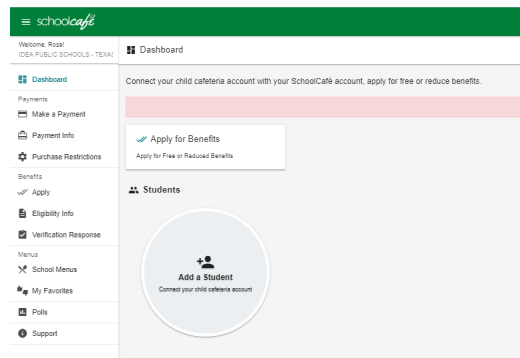 schoolcafé
Welcome, Rosa!
IDEA PUBLIC SCHOOLS - TEXAS
Dashboard
Payments
Make a Payment
Payment Info
Purchase Restrictions
Benefits
Apply
Eligibility Info
Verification Response
Menus
School Menus
My Favorites
Polls
Support
Dashboard
Connect your child cafeteria account with your SchoolCafé account, apply for free or reduce benefits.
Apply for Benefits
Apply for Free or Reduced Benefits
Students
Add a Student
Connect your child cafeteria account